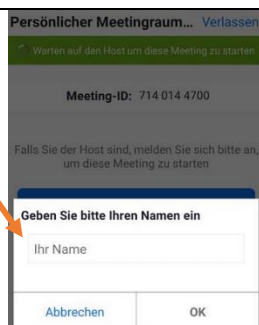 Persönlicher Meetingraum... Verlassen
Warten auf den Host um diese Meeting zu starten
Meeting-ID: 714 014 4700
Falls Sie der Host sind, melden Sie sich bitte an,
um diese Meeting zu starten
Geben Sie bitte Ihren Namen ein
Ihr Name
Abbrechen OK